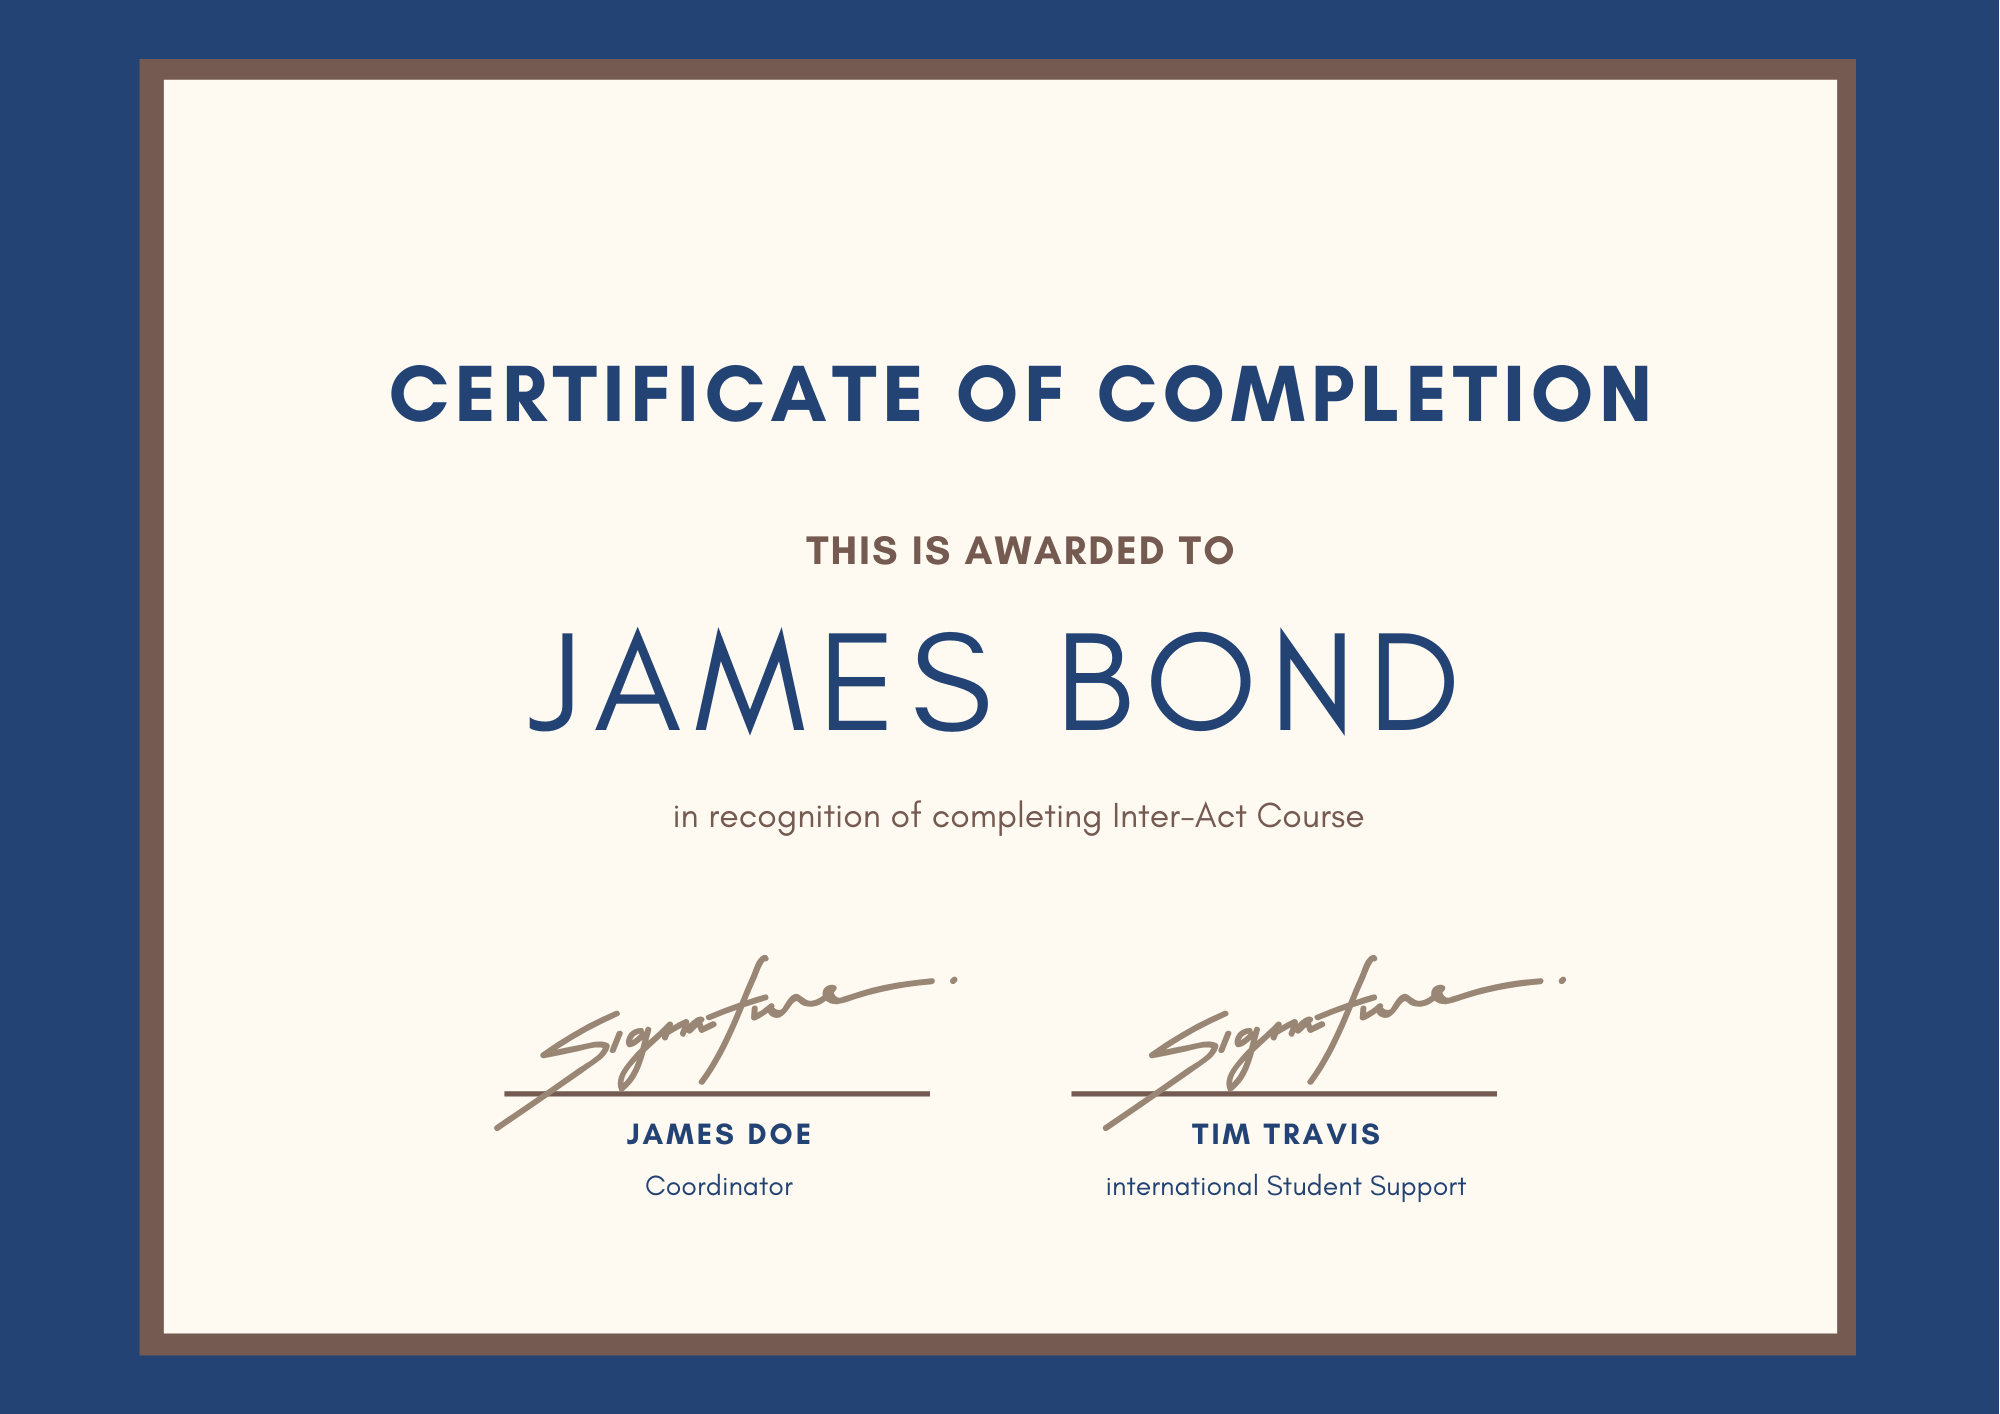 CERTIFICATE OF COMPLETION
THIS IS AWARDED TO
JAMES BOND
in recognition of completing Inter-Act Course
Signature Signature
JAMES DOE TIM TRAVIS
Coordinator international Student Support